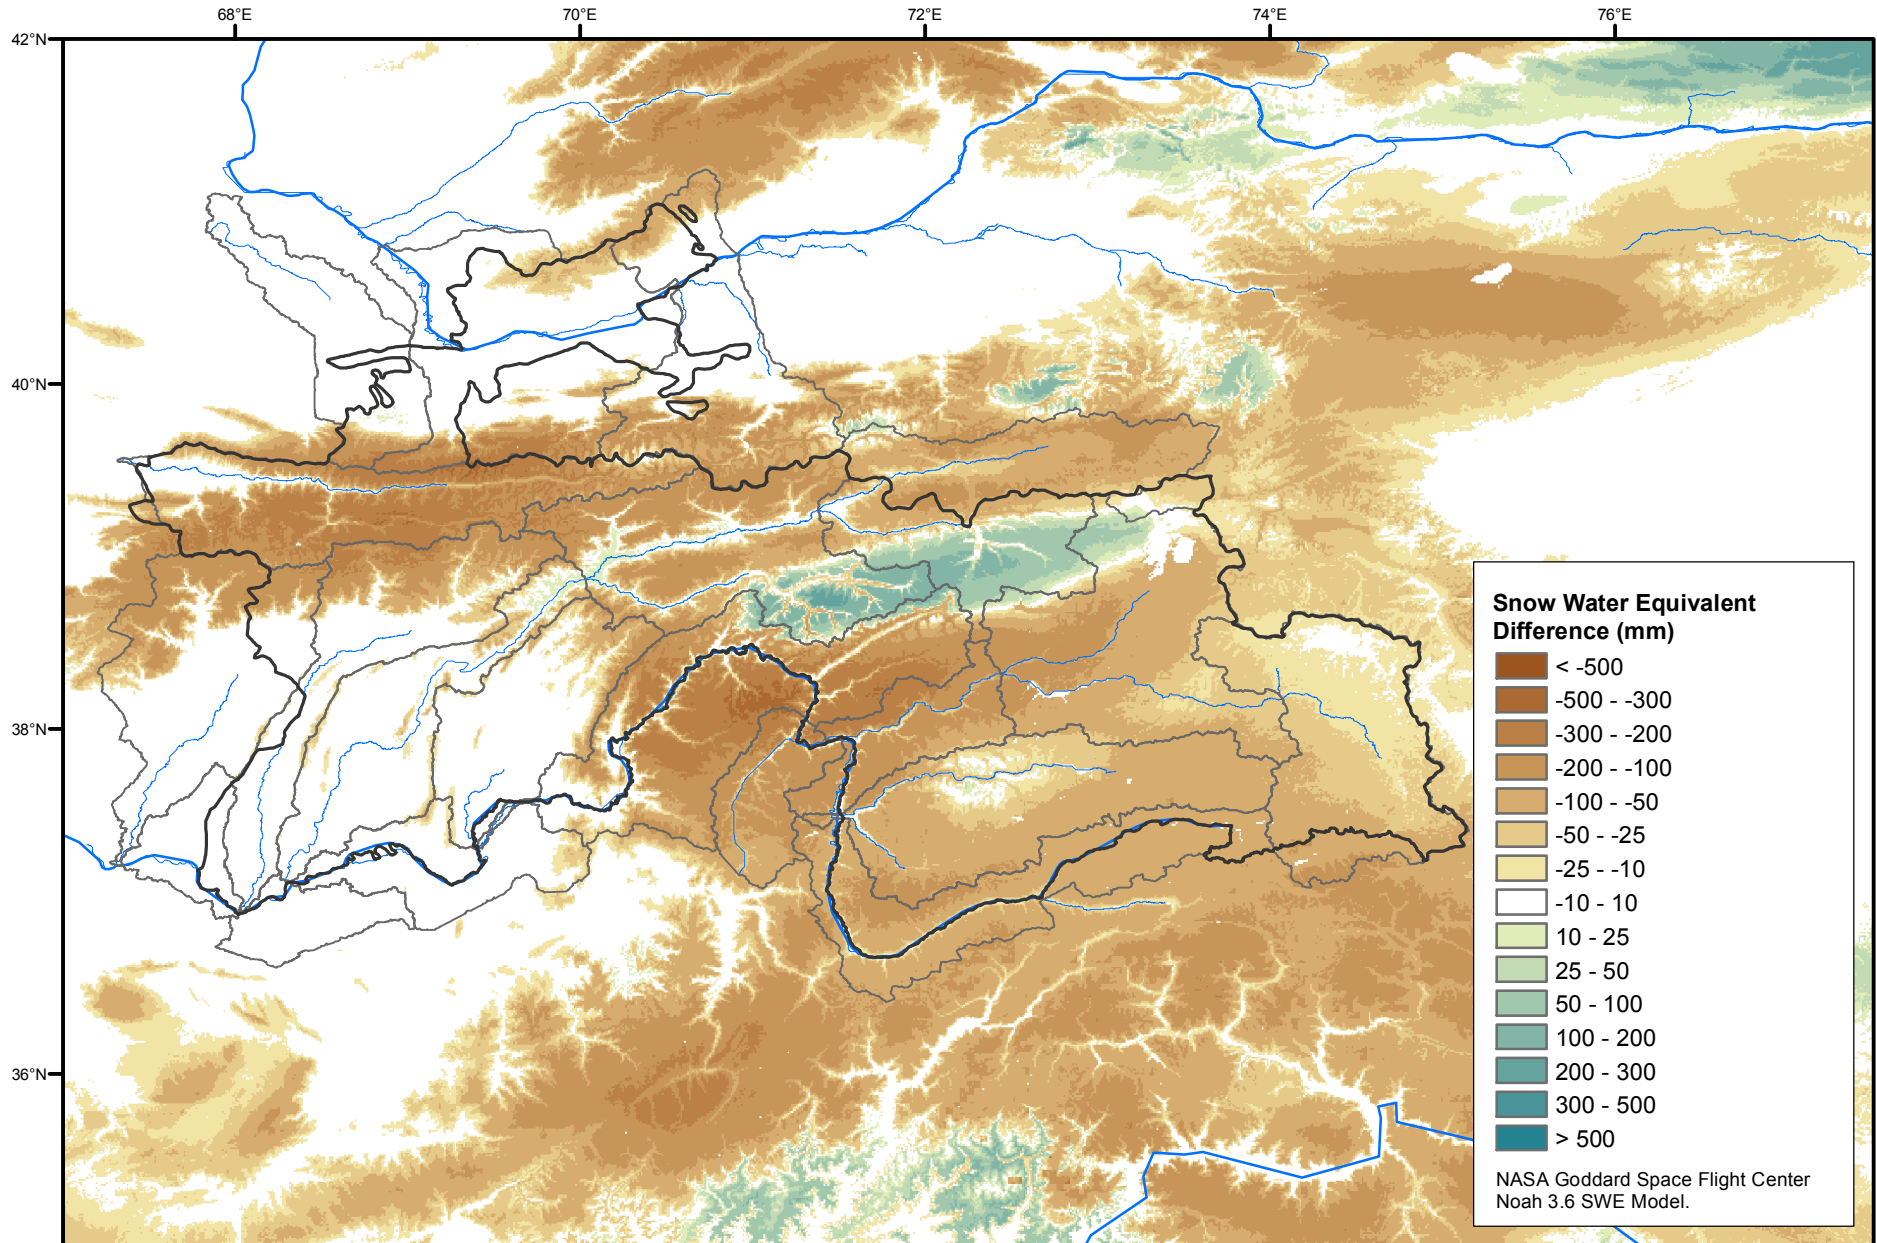 68°E 70°E 72°E 74°E 76°E
42°N
40°N
38°N
36°N
Snow Water Equivalent
Difference (mm)
< -500
-500 - -300
-300 - -200
-200 - -100
-100 - -50
-50 - -25
-25 - -10
-10 - 10
10 - 25
25 - 50
50 - 100
100 - 200
200 - 300
300 - 500
> 500
NASA Goddard Space Flight Center
Noah 3.6 SWE Model.